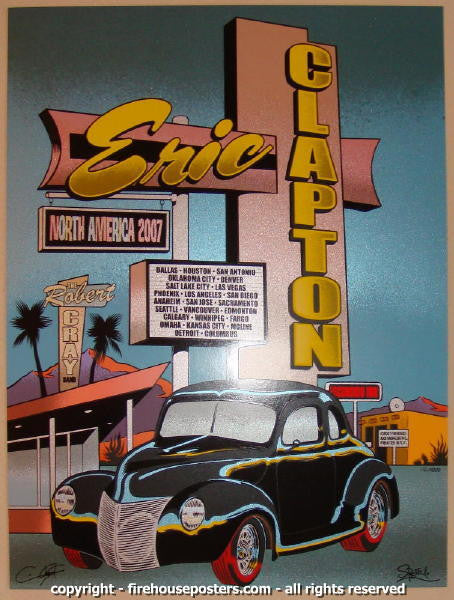 Eric
CLAPTON
NORTH AMERICA 2007
The
Robert
CRAY
BAND
DALLAS - HOUSTON - SAN ANTONIO
OKLAHOMA CITY - DENVER
SALT LAKE CITY - LAS VEGAS
PHOENIX - LOS ANGELES - SAN DIEGO
ANAHEIM - SAN JOSE - SACRAMENTO
SEATTLE - VANCOUVER - EDMONTON
CALGARY - WINNIPEG - FARGO
OMAHA - KANSAS CITY - MOLINE
DETROIT - COLUMBUS
copyright - firehouseposters.com - all rights reserved